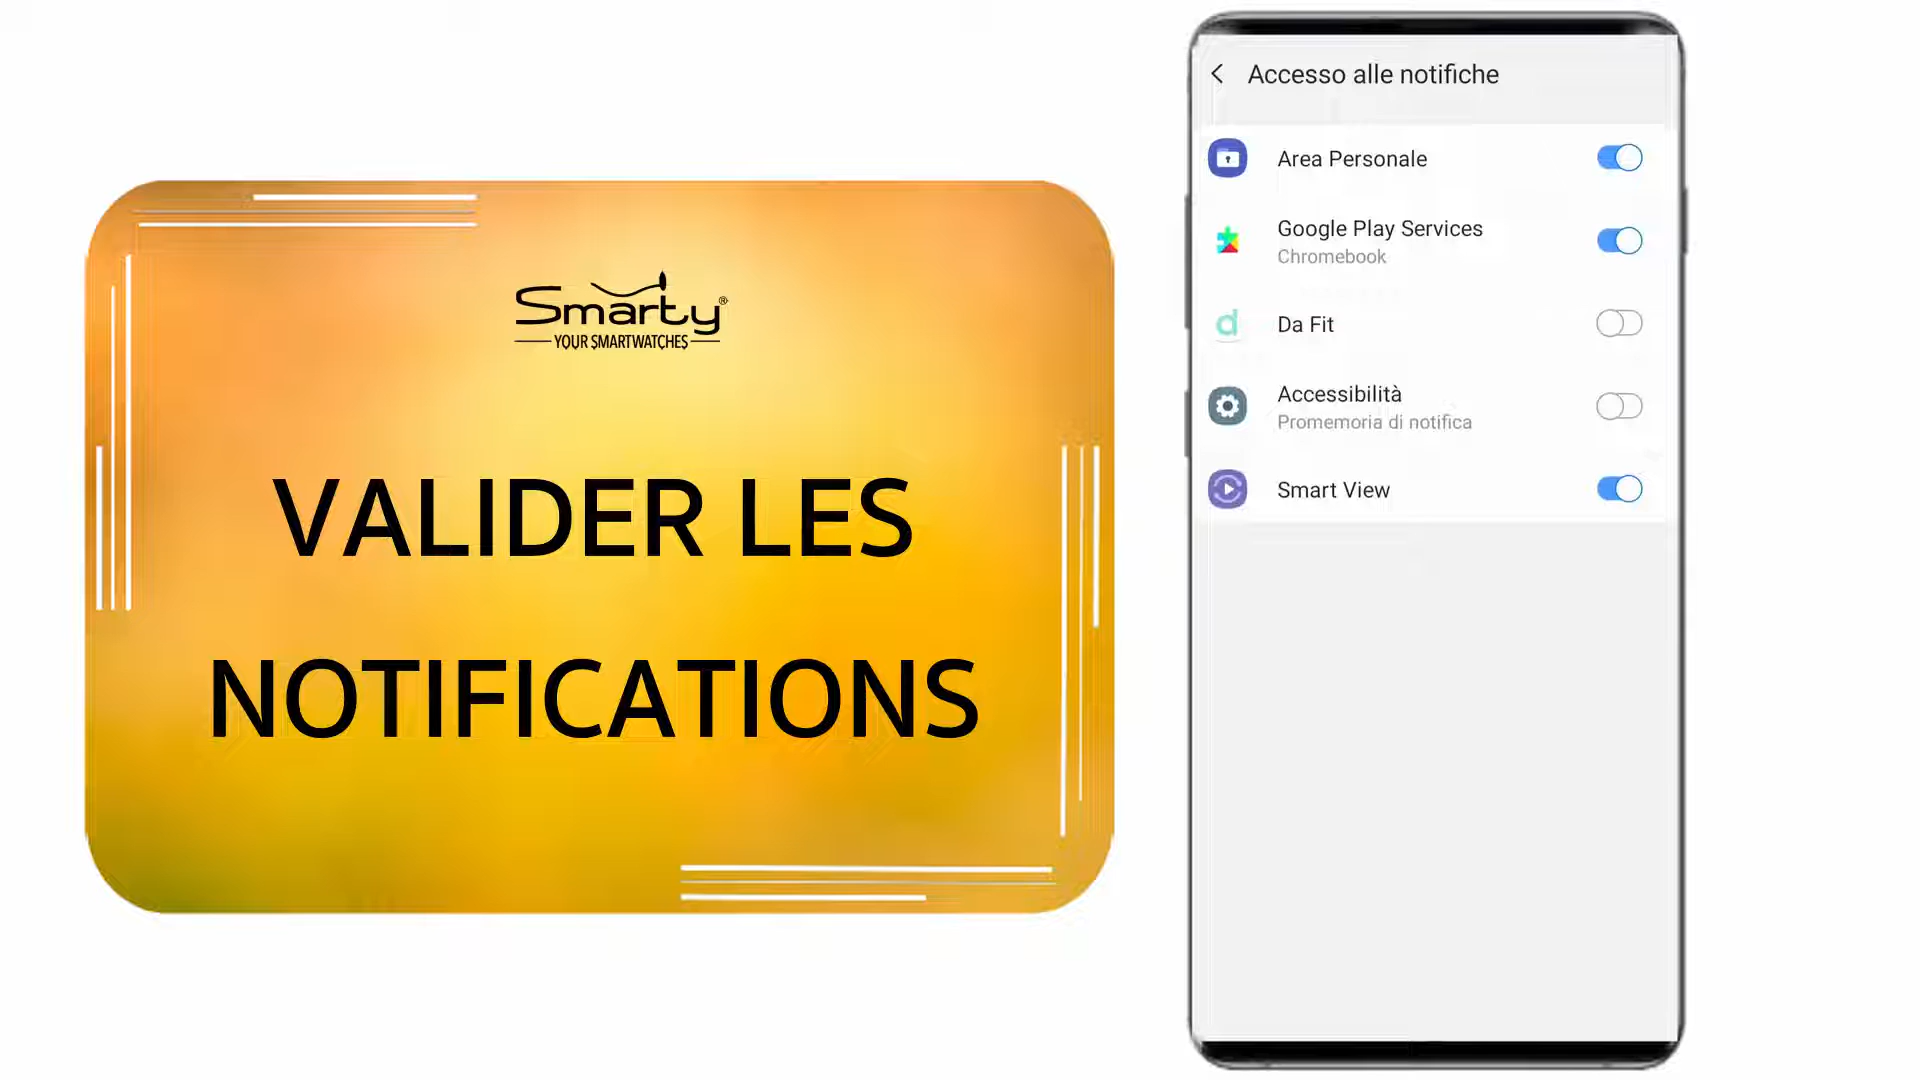 Smarty®
YOUR SMARTWATCHES
VALIDER LES
NOTIFICATIONS
Accesso alle notifiche
Area Personale
Google Play Services
Chromebook
Da Fit
Accessibilità
Promemoria di notifica
Smart View